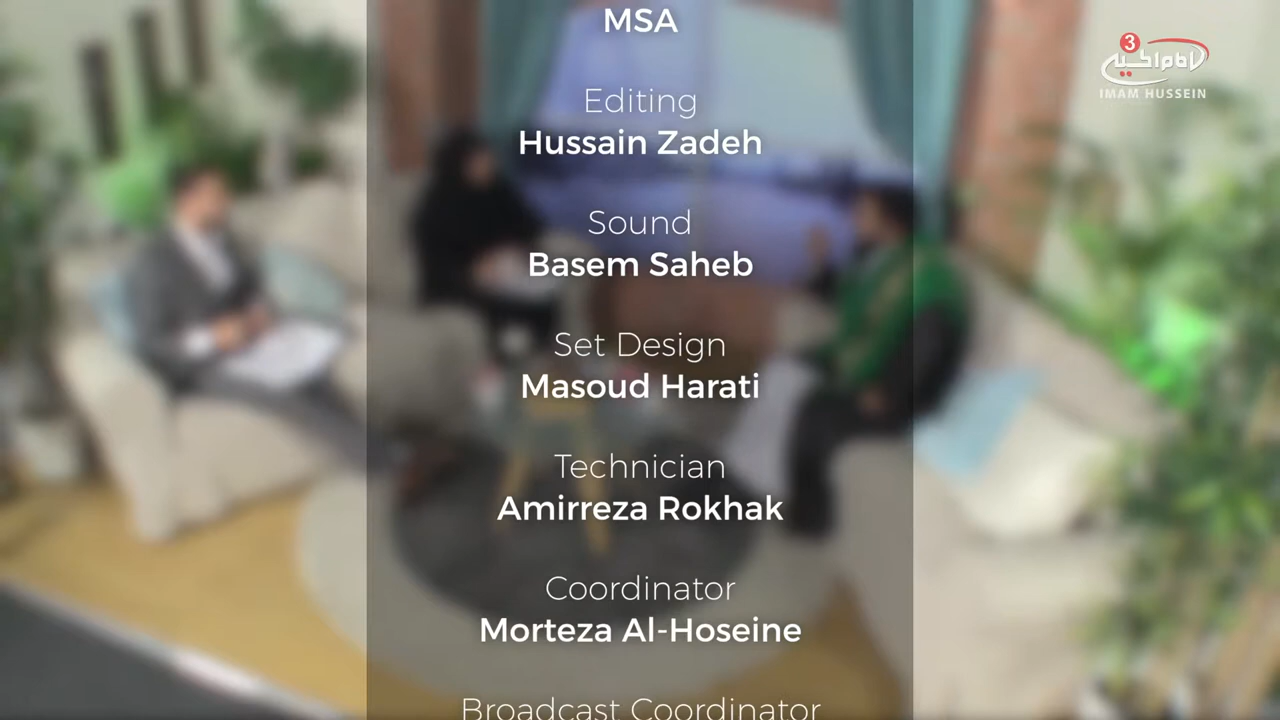 MSA
3
IMAM HUSSEIN
Editing
Hussain Zadeh
Sound
Basem Saheb
Set Design
Masoud Harati
Technician
Amirreza Rokhak
Coordinator
Morteza Al-Hoseine
Broadcast Coordinator